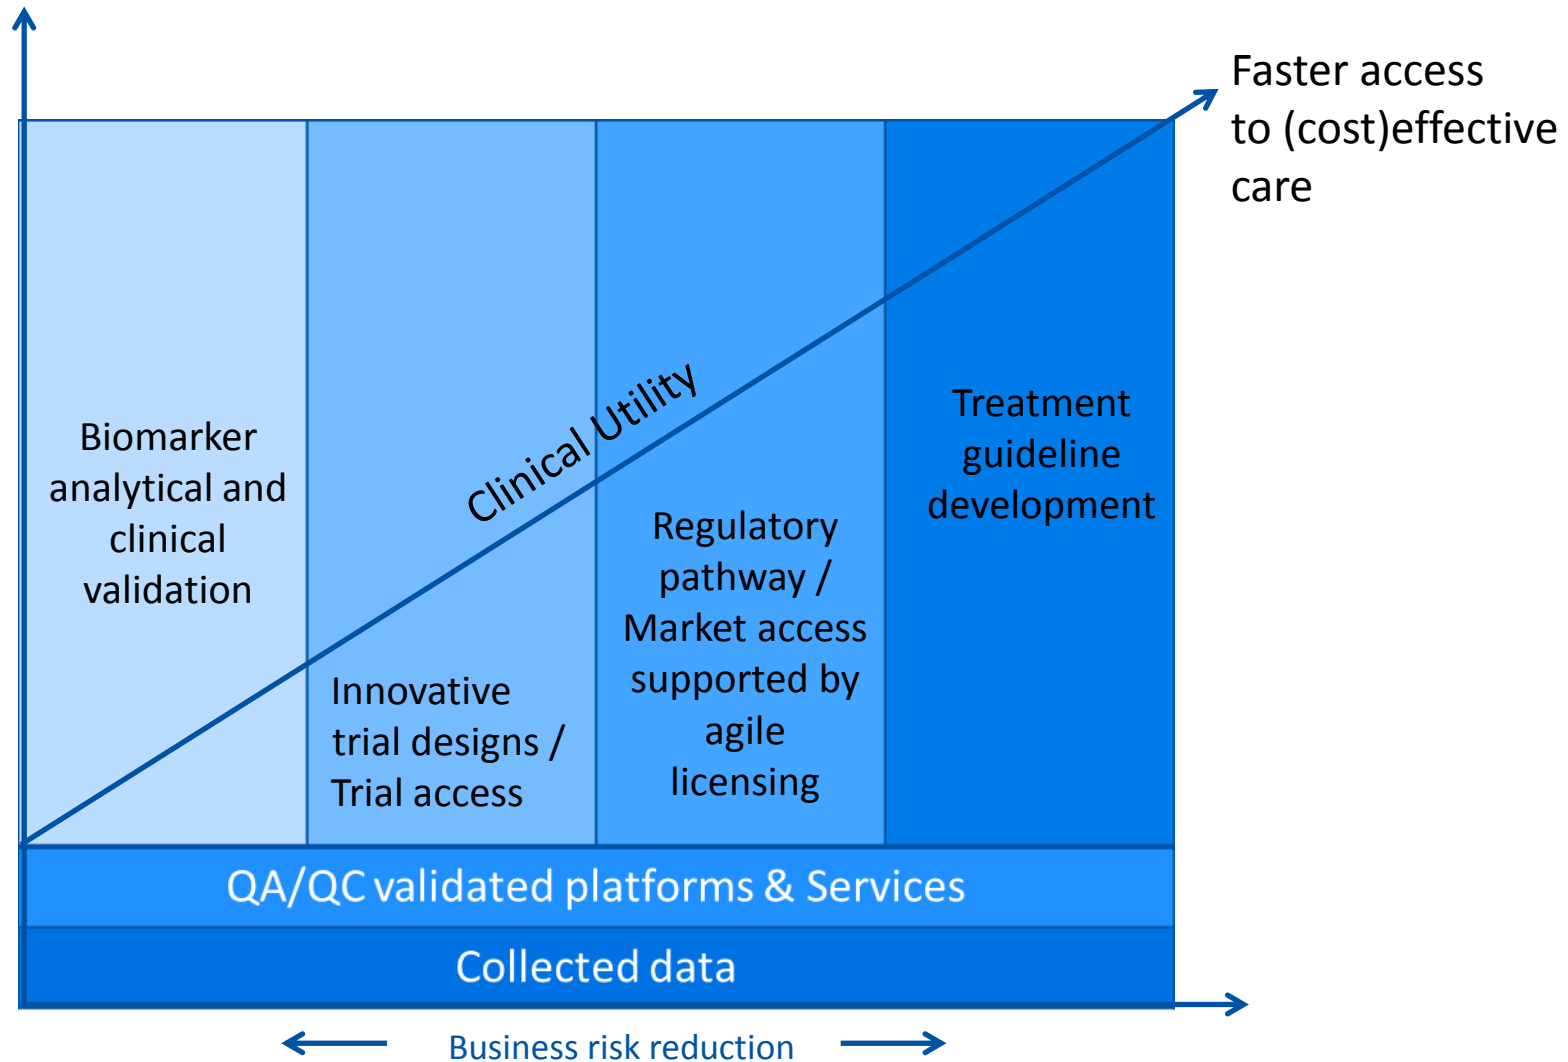 Faster access
to (cost)effective
care
Biomarker
analytical and
clinical
validation
Clinical Utility
Innovative
trial designs /
Trial access
Regulatory
pathway /
Market access
supported by
agile
licensing
Treatment
guideline
development
QA/QC validated platforms & Services
Collected data
Business risk reduction